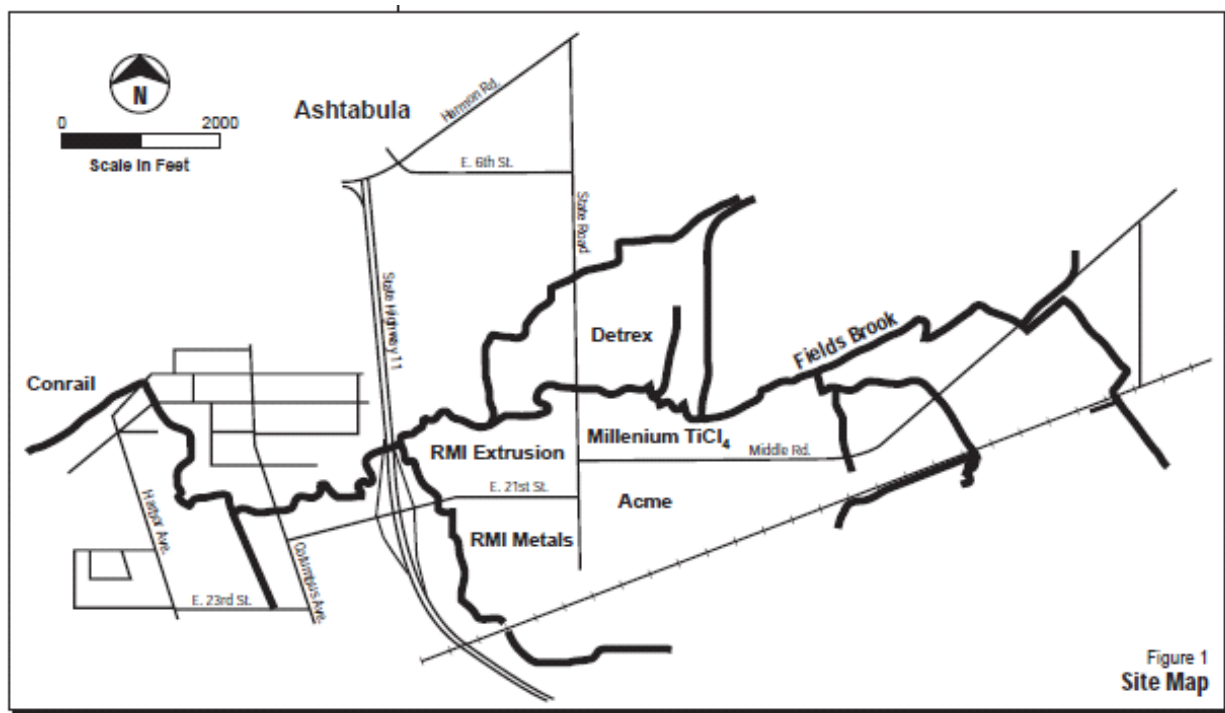 N
0 2000
Scale in Feet
Ashtabula
Harmon Rd.
E. 6th St.
State Road
State Highway 11
Detrex
Fields Brook
Conrail
RMI Extrusion
Millenium TiCl₄
Middle Rd.
E. 21st St.
Acme
RMI Metals
Harbor Ave.
Columbus Ave.
E. 23rd St.
Figure 1
Site Map